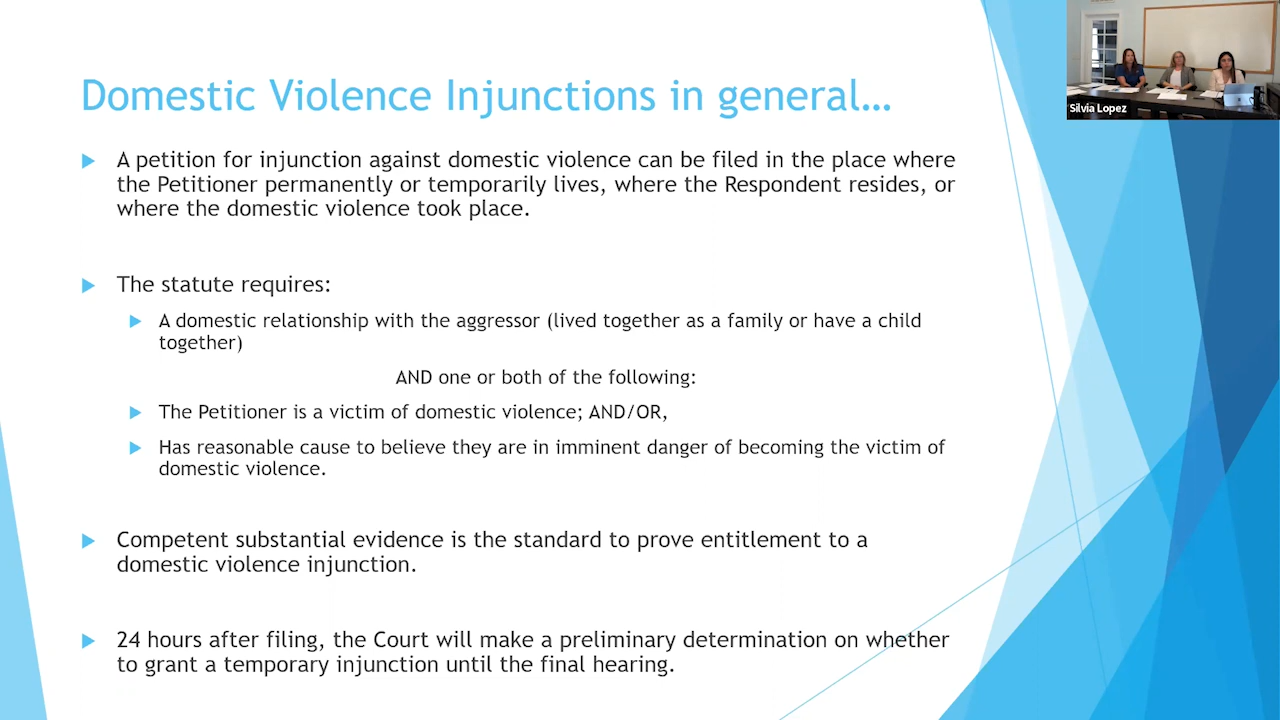 Domestic Violence Injunctions in general…
A petition for injunction against domestic violence can be filed in the place where
the Petitioner permanently or temporarily lives, where the Respondent resides, or
where the domestic violence took place.
The statute requires:
A domestic relationship with the aggressor (lived together as a family or have a child
together)
AND one or both of the following:
The Petitioner is a victim of domestic violence; AND/OR,
Has reasonable cause to believe they are in imminent danger of becoming the victim of
domestic violence.
Competent substantial evidence is the standard to prove entitlement to a
domestic violence injunction.
24 hours after filing, the Court will make a preliminary determination on whether
to grant a temporary injunction until the final hearing.
Silvia Lopez